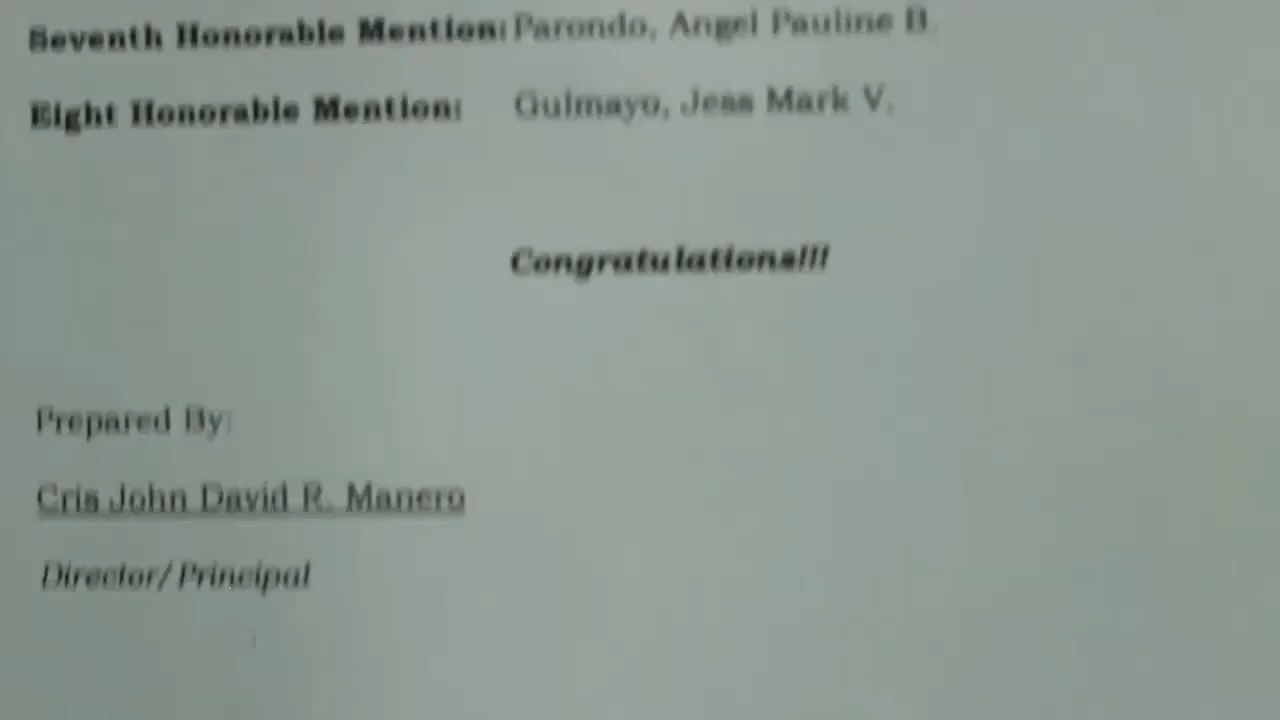 Seventh Honorable Mention: Parondo, Angel Pauline B.
Eight Honorable Mention: Gulmayo, Jess Mark V.
Congratulations!!!
Prepared By:
Cris John David R. Manero
Director/Principal